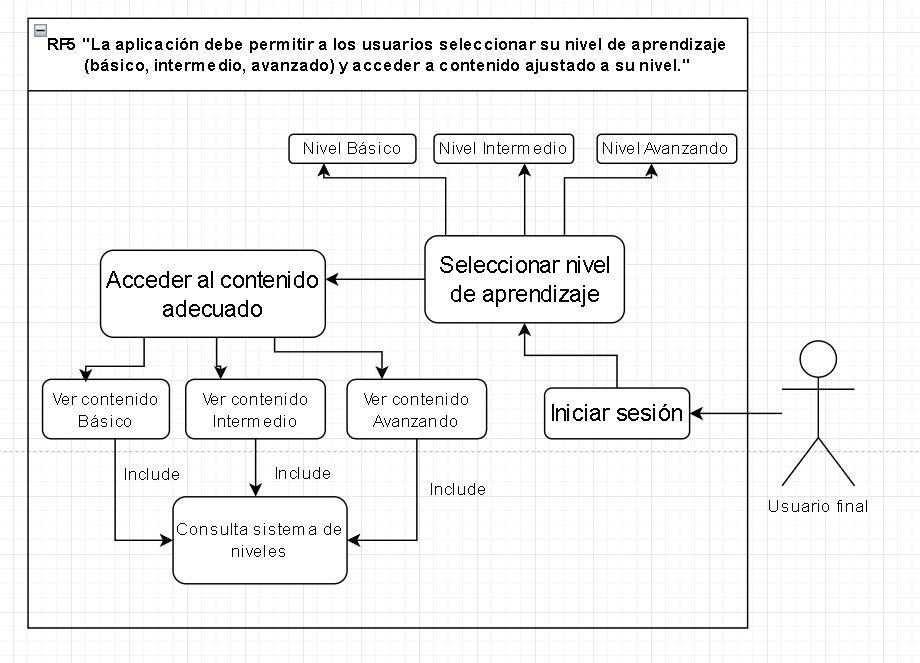 RF5 "La aplicación debe permitir a los usuarios seleccionar su nivel de aprendizaje
(básico, intermedio, avanzado) y acceder a contenido ajustado a su nivel."
Nivel Básico
Nivel Intermedio
Nivel Avanzando
Seleccionar nivel
de aprendizaje
Acceder al contenido
adecuado
Ver contenido
Básico
Ver contenido
Intermedio
Ver contenido
Avanzando
Iniciar sesión
Include
Include
Include
Usuario final
Consulta sistema de
niveles